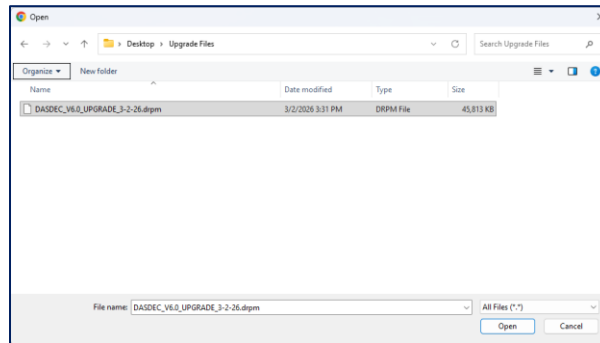 Open
Desktop > Upgrade Files
Search Upgrade Files
Organize
New folder
Name Date modified Type Size
DASDEC_V6.0_UPGRADE_3-2-26.drpm 3/2/2026 3:31 PM DRPM File 45,813 KB
File name: DASDEC_V6.0_UPGRADE_3-2-26.drpm All Files (*.*)
Open Cancel